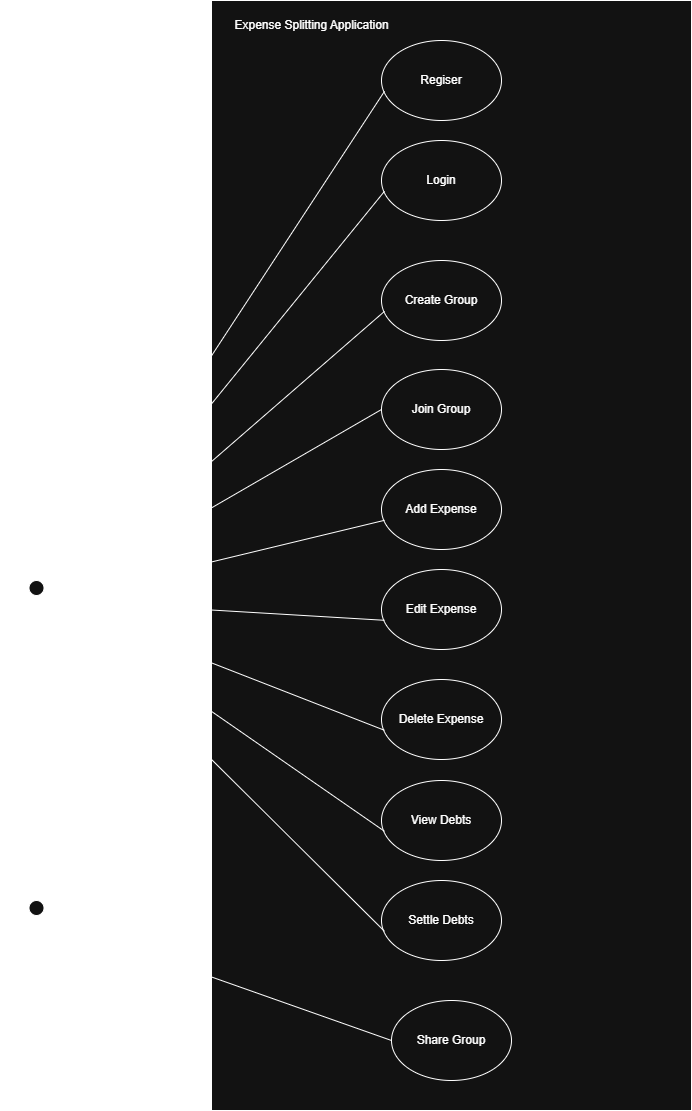 Expense Splitting Application
Regiser
Login
Create Group
Join Group
Add Expense
Edit Expense
Delete Expense
View Debts
Settle Debts
Share Group